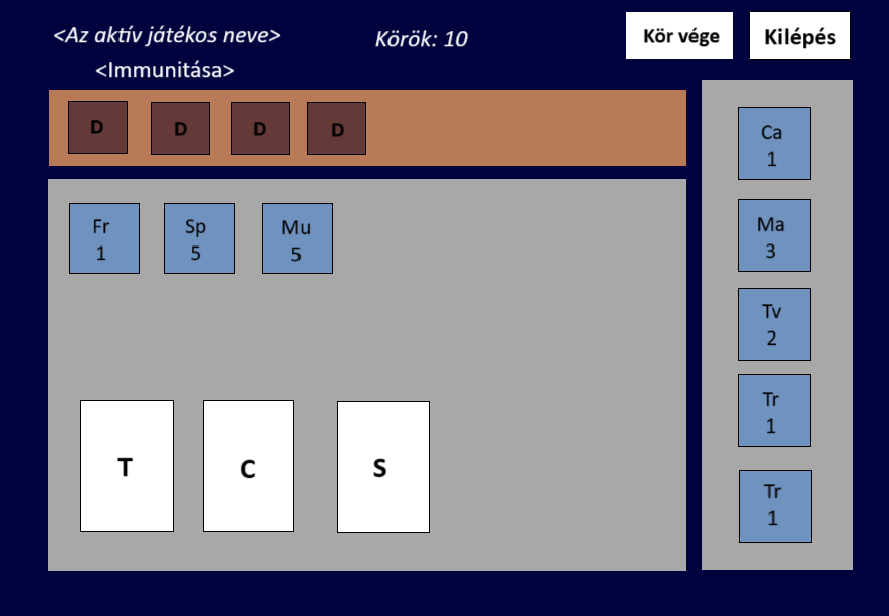 <Az aktív játékos neve>
Körök: 10
Kör vége
Kilépés
<Immunitása>
D D D D
Fr
1
Sp
5
Mu
5
T
C
S
Ca
1
Ma
3
Tv
2
Tr
1
Tr
1